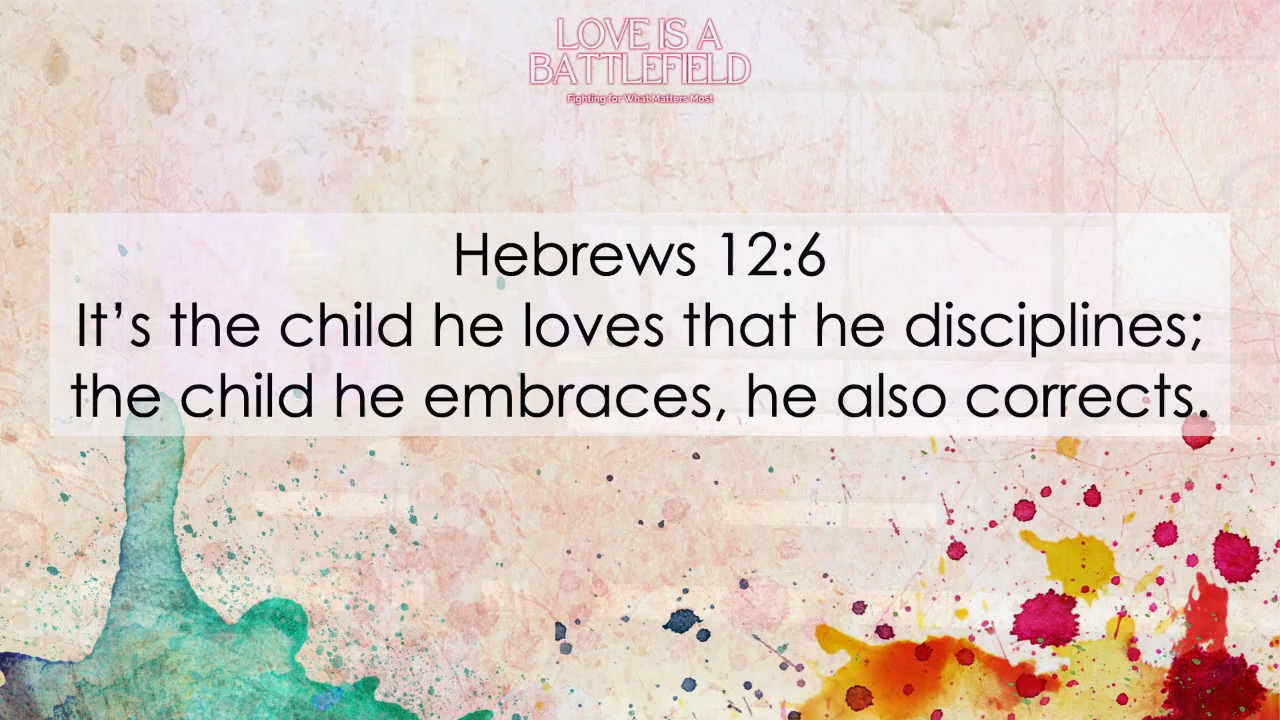 LOVE IS A
BATTLEFIELD
Fighting for What Matters Most
Hebrews 12:6
It’s the child he loves that he disciplines;
the child he embraces, he also corrects.